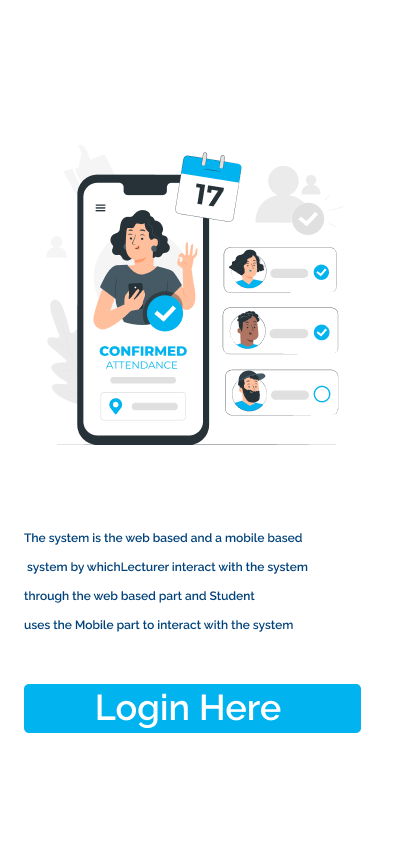 17
CONFIRMED
ATTENDANCE
The system is the web based and a mobile based
system by whichLecturer interact with the system
through the web based part and Student
uses the Mobile part to interact with the system
Login Here